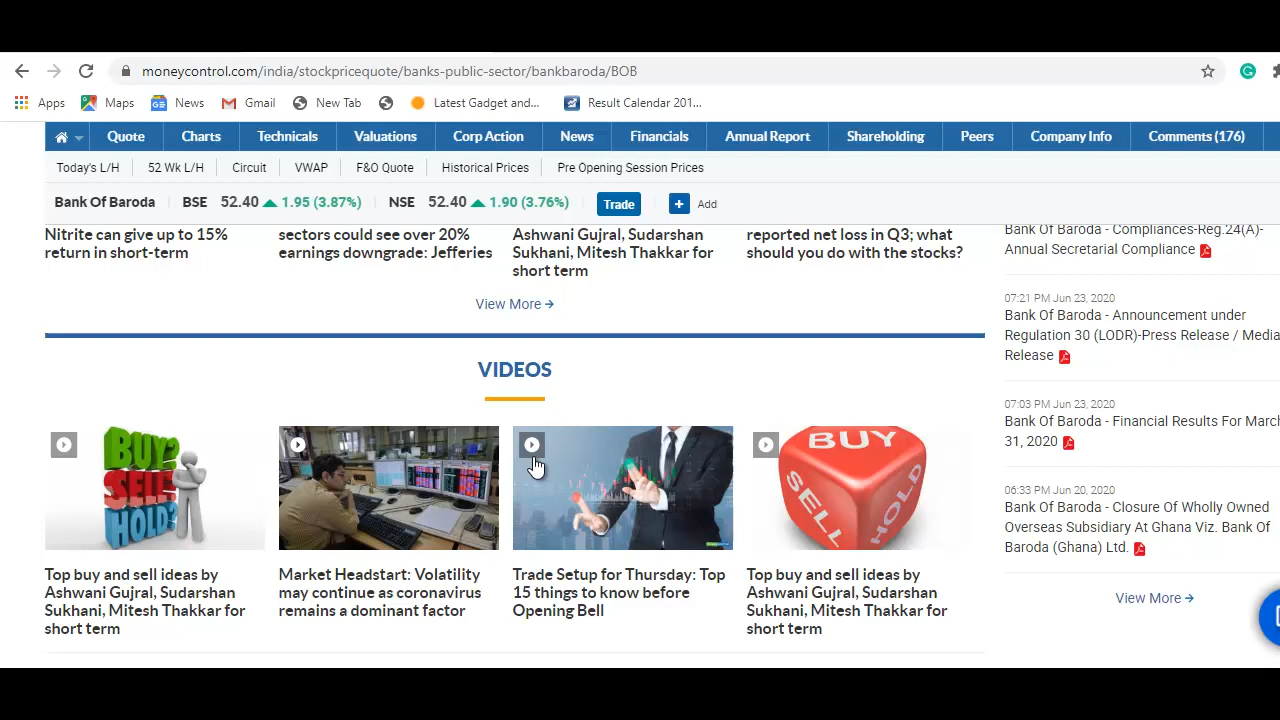 moneycontrol.com/india/stockpricequote/banks-public-sector/bankbaroda/BOB
Apps Maps News Gmail New Tab Latest Gadget and... Result Calendar 201...
Quote Charts Technicals Valuations Corp Action News Financials Annual Report Shareholding Peers Company Info Comments (176)
Today's L/H 52 Wk L/H Circuit VWAP F&O Quote Historical Prices Pre Opening Session Prices
Bank Of Baroda BSE 52.40 1.95 (3.87%) NSE 52.40 1.90 (3.76%) Trade + Add
Nitrite can give up to 15%
return in short-term
sectors could see over 20%
earnings downgrade: Jefferies
Ashwani Gujral, Sudarshan
Sukhani, Mitesh Thakkar for
short term
reported net loss in Q3; what
should you do with the stocks?
View More →
VIDEOS
BUY?
SELL?
HOLD?
BUY
SELL
HOLD
Top buy and sell ideas by
Ashwani Gujral, Sudarshan
Sukhani, Mitesh Thakkar for
short term
Market Headstart: Volatility
may continue as coronavirus
remains a dominant factor
Trade Setup for Thursday: Top
15 things to know before
Opening Bell
Top buy and sell ideas by
Ashwani Gujral, Sudarshan
Sukhani, Mitesh Thakkar for
short term
Bank Of Baroda - Compliances-Reg.24(A)-
Annual Secretarial Compliance
07:21 PM Jun 23, 2020
Bank Of Baroda - Announcement under
Regulation 30 (LODR)-Press Release / Media
Release
07:03 PM Jun 23, 2020
Bank Of Baroda - Financial Results For March
31, 2020
06:33 PM Jun 20, 2020
Bank Of Baroda - Closure Of Wholly Owned
Overseas Subsidiary At Ghana Viz. Bank Of
Baroda (Ghana) Ltd.
View More →